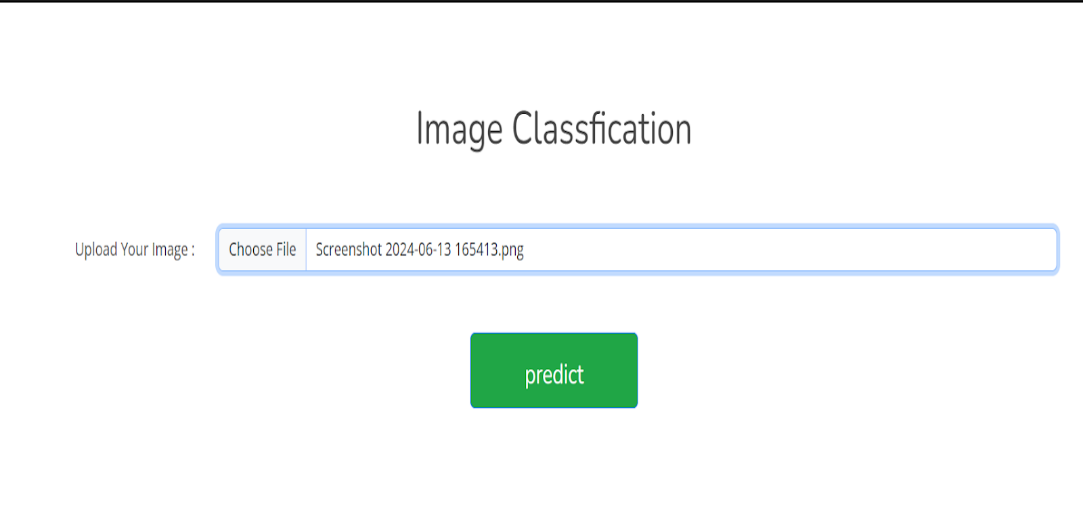 Image Classfication
Upload Your Image :
Choose File Screenshot 2024-06-13 165413.png
predict